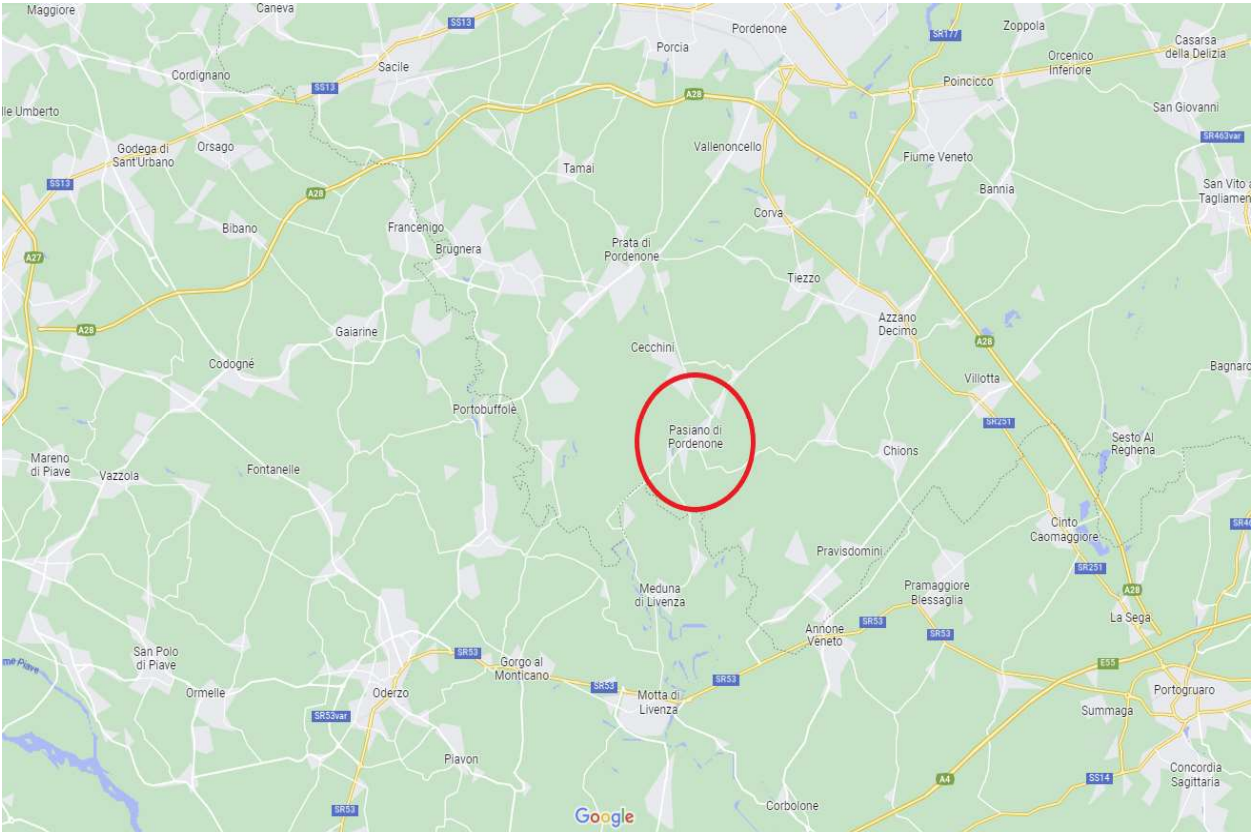 Maggiore
Caneva
SS13
Pordenone
SR177
Zoppola
Porcia
Casarsa
della Delizia
Orcenico
Inferiore
Cordignano
Sacile
SS13
Poincicco
A28
le Umberto
San Giovanni
SR463var
Godega di
Sant'Urbano
Orsago
Vallenoncello
Fiume Veneto
Tamai
SS13
A28
Bannia
San Vito a
Tagliamen
Bibano
Francenigo
Corva
Brugnera
Prata di
Pordenone
A27
Tiezzo
Azzano
Decimo
A28
Gaiarine
Cecchini
A28
Codogné
Villotta
Bagnaro
Portobuffolè
Pasiano di
Pordenone
SR251
Sesto Al
Reghena
Mareno
di Piave
Vazzola
Fontanelle
Chions
Cinto
Caomaggiore
SR46
Pravisdomini
SR251
Meduna
di Livenza
Pramaggiore
Blessaglia
A28
La Sega
Annone
Veneto
SR53
SR53
San Polo
di Piave
SR53
Gorgo al
Monticano
E55
Ormelle
Oderzo
SR53
SR53
Motta di
Livenza
Portogruaro
SR53var
Summaga
Piavon
A4
SS14
Concordia
Sagittaria
SR53
Google
Corbolone